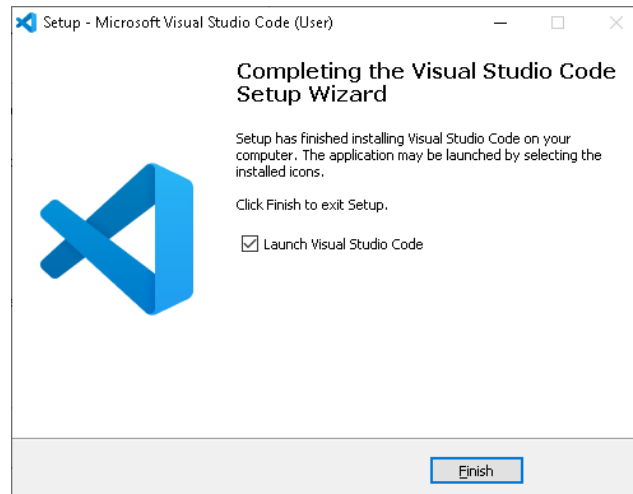 Setup - Microsoft Visual Studio Code (User)
Completing the Visual Studio Code
Setup Wizard
Setup has finished installing Visual Studio Code on your
computer. The application may be launched by selecting the
installed icons.
Click Finish to exit Setup.
Launch Visual Studio Code
Finish